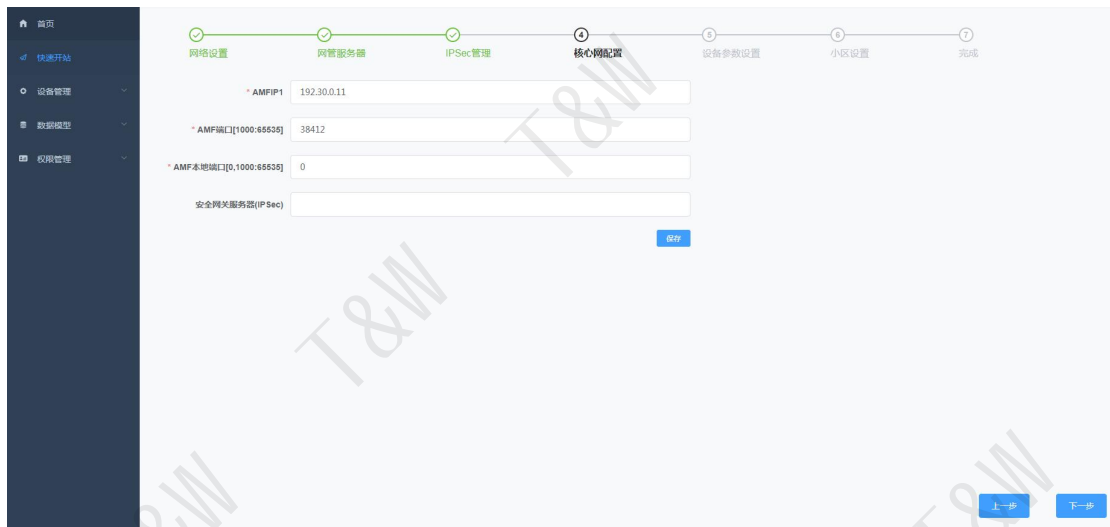 首页
快速开站
设备管理
数据模型
权限管理
4 5 6 7
网络设置 网管服务器 IPSec管理 核心网配置 设备参数设置 小区设置 完成
* AMFIP1 192.30.0.11
* AMF端口[1000:65535] 38412
* AMF本地端口[0,1000:65535] 0
安全网关服务器(IPSec)
保存
T&W
T&W
T&W
T&W
上一步 下一步